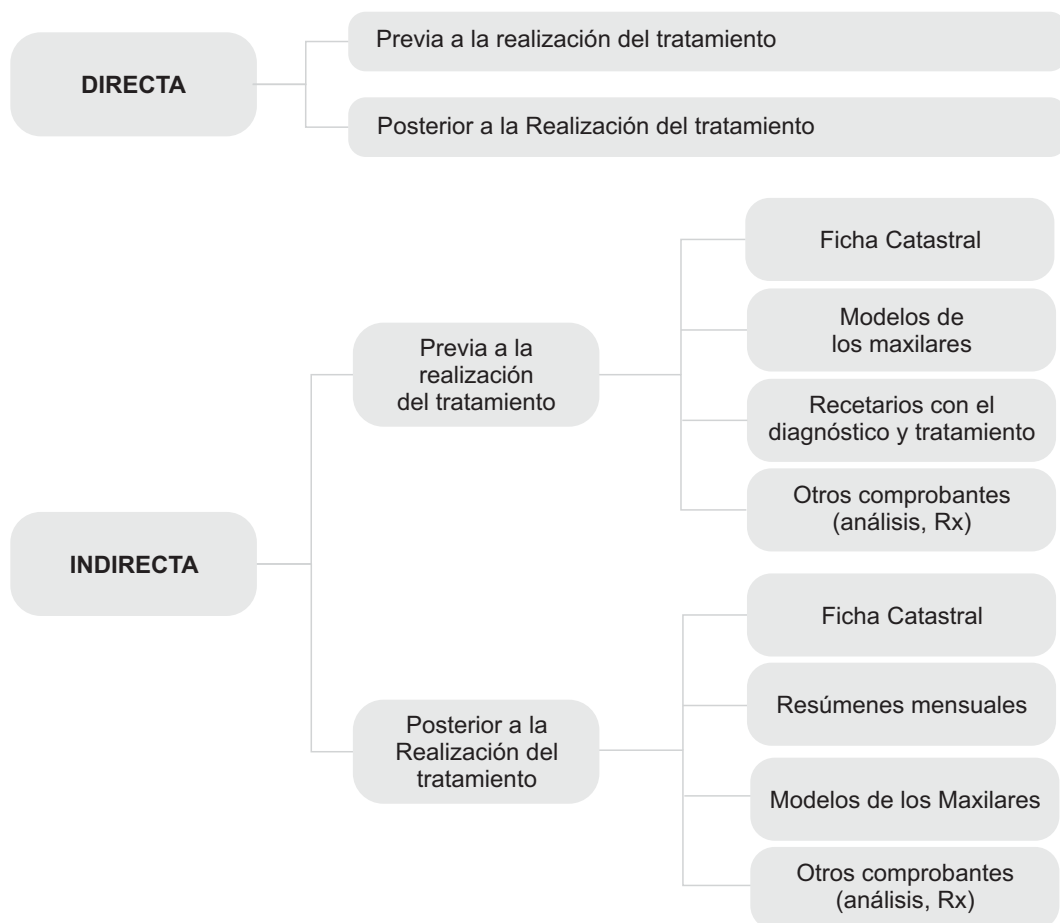 DIRECTA
Previa a la realización del tratamiento
Posterior a la Realización del tratamiento
INDIRECTA
Previa a la
realización
del tratamiento
Ficha Catastral
Modelos de
los maxilares
Recetarios con el
diagnóstico y tratamiento
Otros comprobantes
(análisis, Rx)
Posterior a la
Realización del
tratamiento
Ficha Catastral
Resúmenes mensuales
Modelos de los Maxilares
Otros comprobantes
(análisis, Rx)